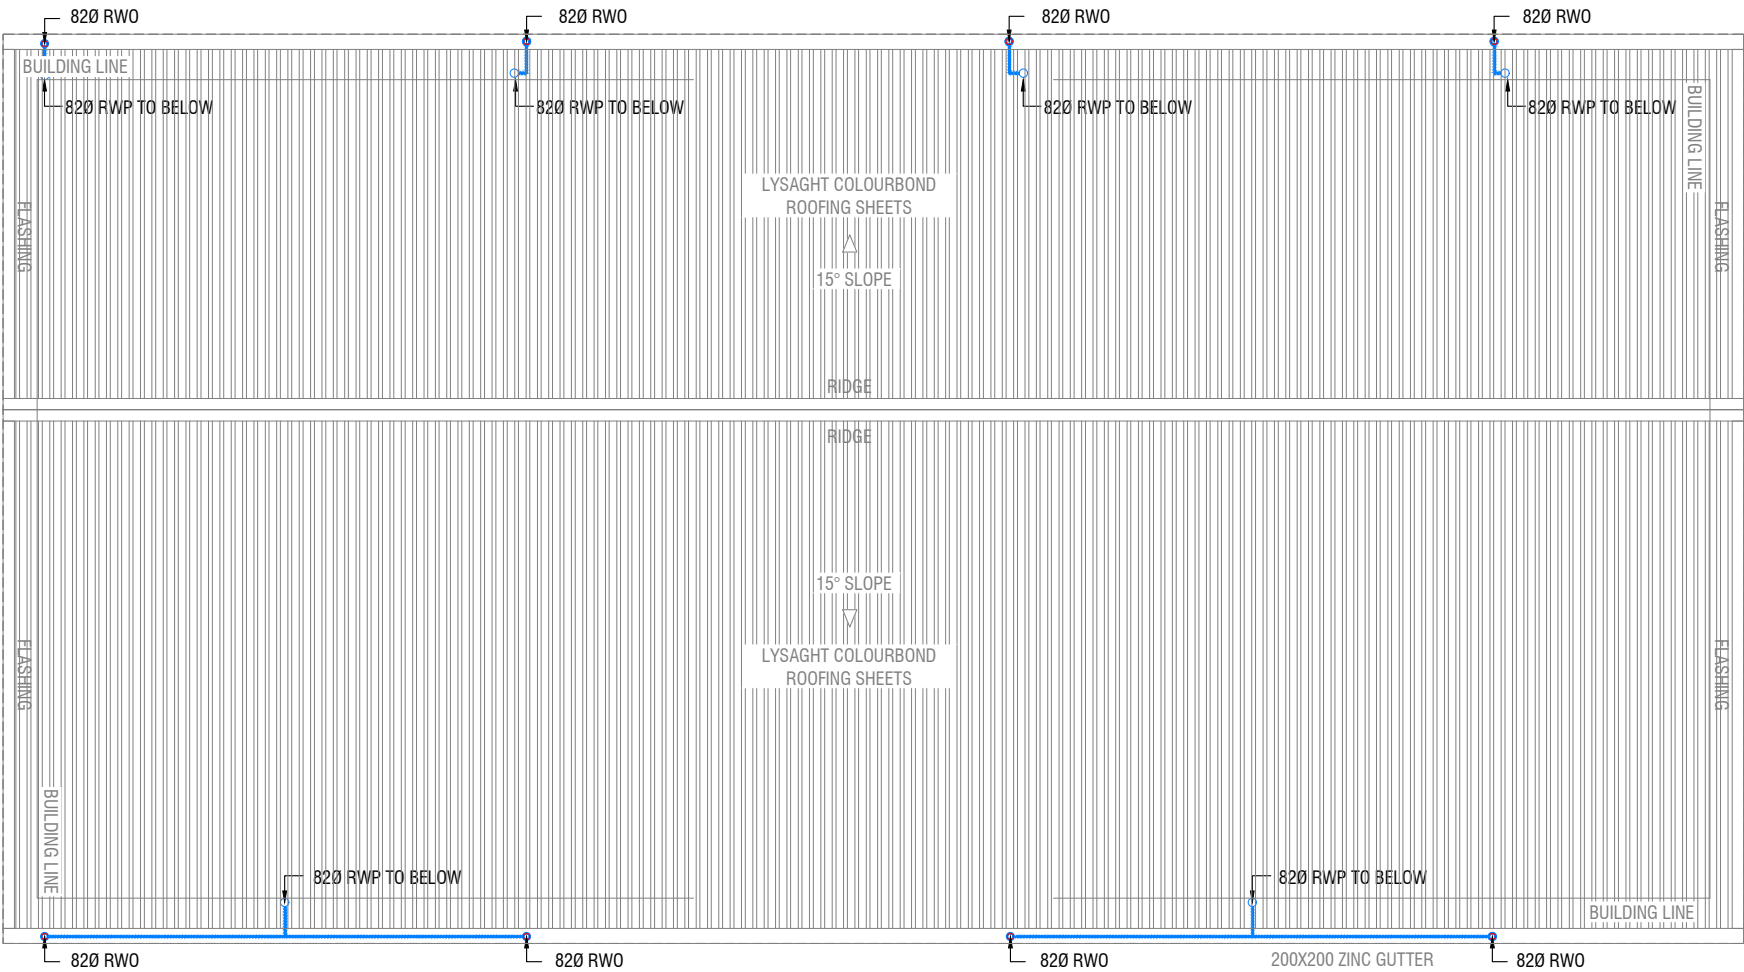 82Ø RWO
82Ø RWO
82Ø RWO
82Ø RWO
BUILDING LINE
82Ø RWP TO BELOW
82Ø RWP TO BELOW
82Ø RWP TO BELOW
82Ø RWP TO BELOW
BUILDING LINE
LYSAGHT COLOURBOND
ROOFING SHEETS
FLASHING
FLASHING
15° SLOPE
RIDGE
RIDGE
15° SLOPE
LYSAGHT COLOURBOND
ROOFING SHEETS
FLASHING
FLASHING
BUILDING LINE
82Ø RWP TO BELOW
82Ø RWP TO BELOW
BUILDING LINE
82Ø RWO
82Ø RWO
82Ø RWO
200X200 ZINC GUTTER
82Ø RWO